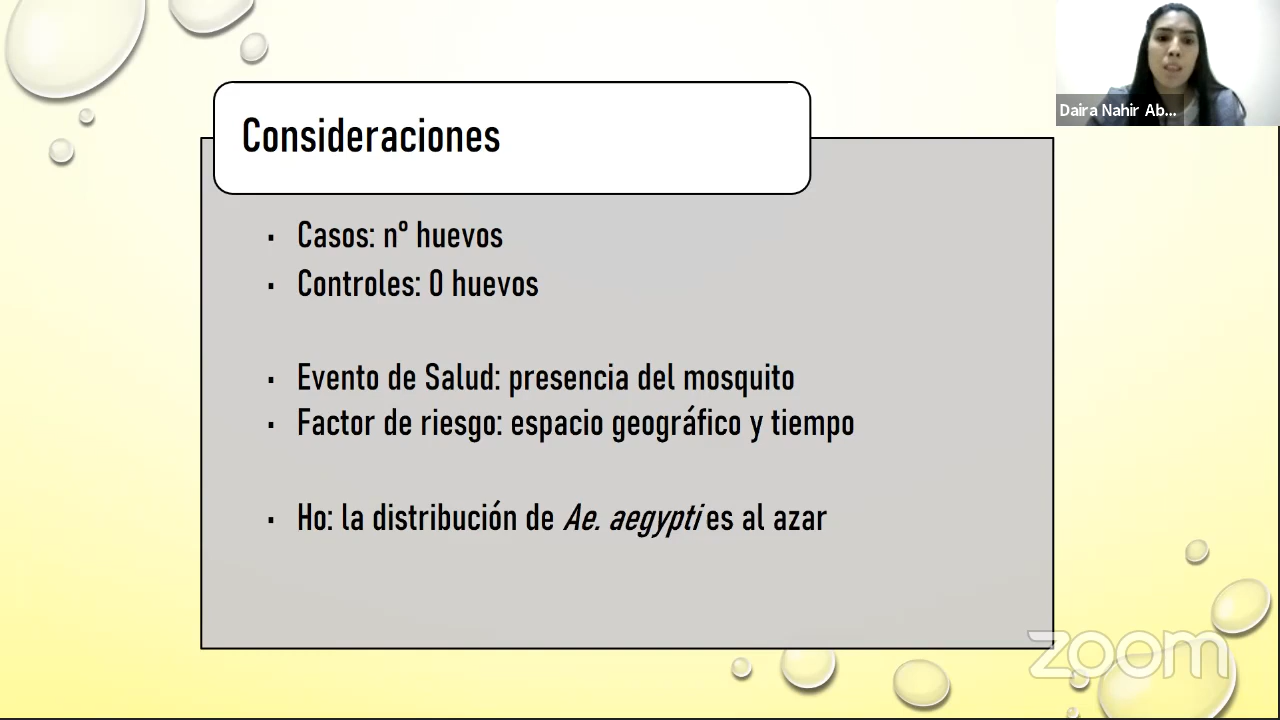 Consideraciones
Daira Nahir Ab...
▪ Casos: n° huevos
▪ Controles: 0 huevos
▪ Evento de Salud: presencia del mosquito
▪ Factor de riesgo: espacio geográfico y tiempo
▪ Ho: la distribución de Ae. aegypti es al azar
zoom